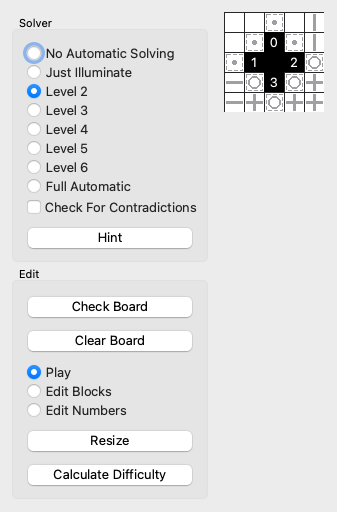 Solver
No Automatic Solving
Just Illuminate
Level 2
Level 3
Level 4
Level 5
Level 6
Full Automatic
Check For Contradictions
Hint
Edit
Check Board
Clear Board
Play
Edit Blocks
Edit Numbers
Resize
Calculate Difficulty
0
1 2
3